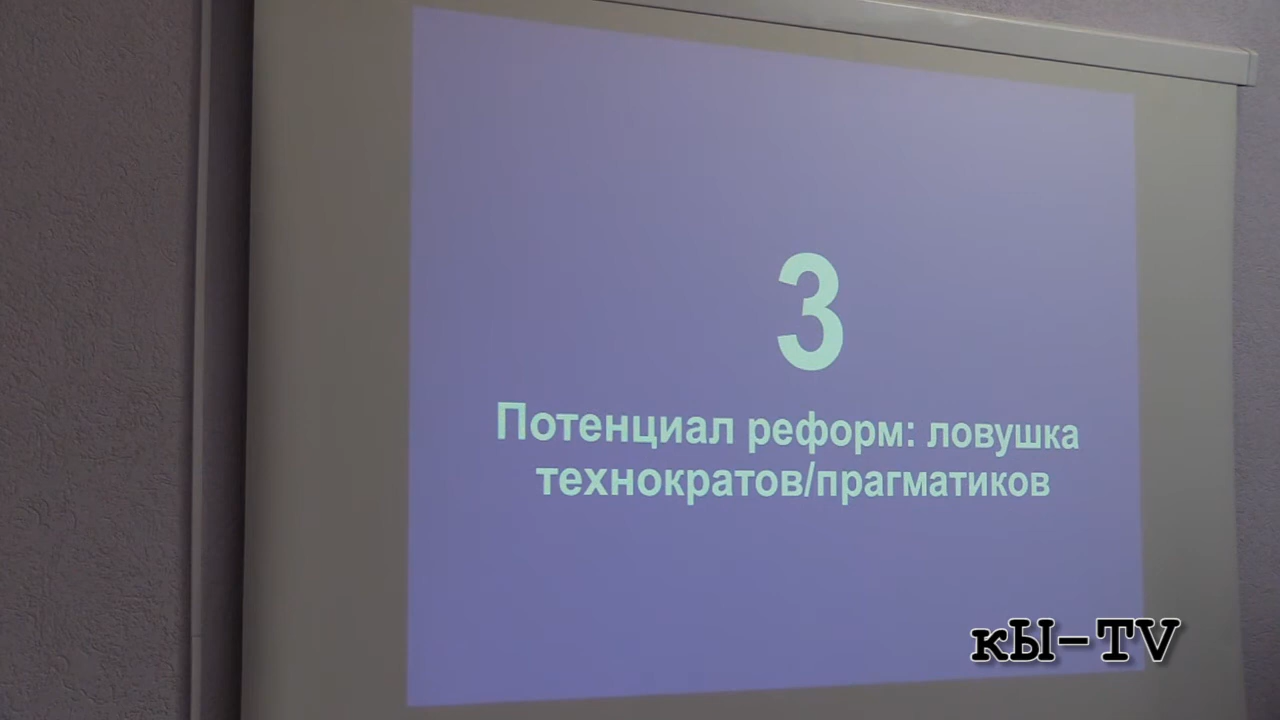 3
Потенциал реформ: ловушка
технократов/прагматиков
кЫ-TV